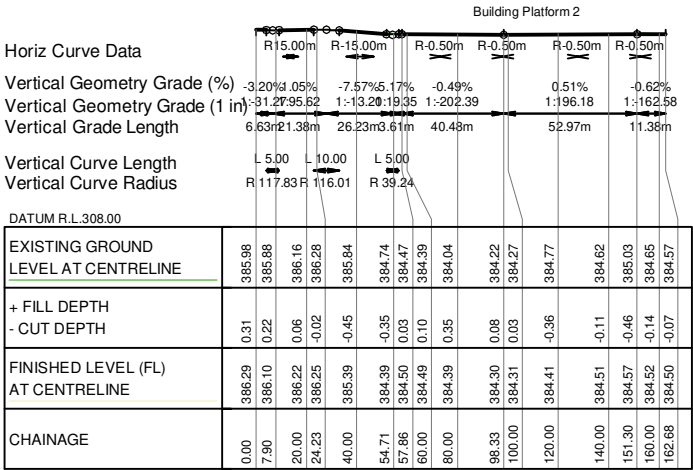 Building Platform 2
Horiz Curve Data R15.00m R-15.00m R-0.50m R-0.50m R-0.50m R-0.50m
Vertical Geometry Grade (%) -3.20% 1.05% -7.57% 5.17% -0.49% 0.51% -0.62%
Vertical Geometry Grade (1 in) 1:-31.27 1:95.62 1:-13.20 1:19.35 1:-202.39 1:196.18 1:-162.58
Vertical Grade Length 6.63m 21.38m 26.23m 3.61m 40.48m 52.97m 11.38m
Vertical Curve Length L 5.00 L 10.00 L 5.00
Vertical Curve Radius R 117.83 R 116.01 R 39.24
DATUM R.L.308.00
EXISTING GROUND
LEVEL AT CENTRELINE
385.98 385.88 386.16 386.28 385.84 384.74 384.47 384.39 384.04 384.22 384.27 384.77 384.62 385.03 384.65 384.57
+ FILL DEPTH
- CUT DEPTH
0.31 0.22 0.06 -0.02 -0.45 -0.35 0.03 0.10 0.35 0.08 0.03 -0.36 -0.11 -0.46 -0.14 -0.07
FINISHED LEVEL (FL)
AT CENTRELINE
386.29 386.10 386.22 386.25 385.39 384.39 384.50 384.49 384.39 384.30 384.31 384.41 384.51 384.57 384.52 384.50
CHAINAGE 0.00 7.90 20.00 24.23 40.00 54.71 57.86 60.00 80.00 98.33 100.00 120.00 140.00 151.30 160.00 162.68